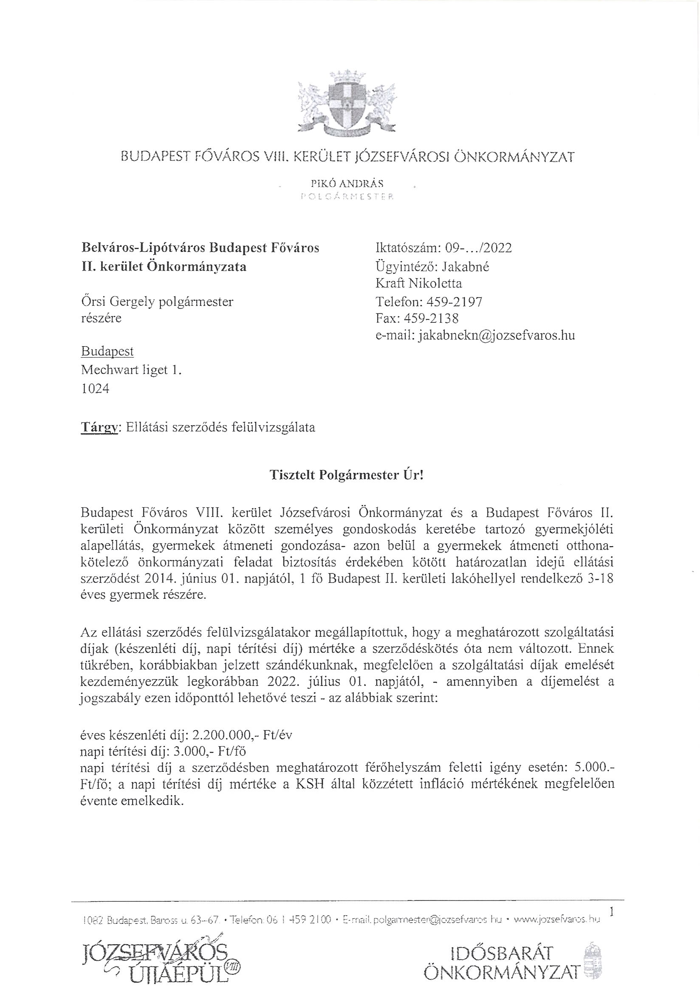 BUDAPEST FŐVÁROS VIII. KERÜLET JÓZSEFVÁROSI ÖNKORMÁNYZAT
PIKÓ ANDRÁS
POLGÁRMESTER
Belváros-Lipótváros Budapest Főváros
II. kerület Önkormányzata
Őrsi Gergely polgármester
részére
Budapest
Mechwart liget 1.
1024
Iktatószám: 09-.../2022
Ügyintéző: Jakabné
Kraft Nikoletta
Telefon: 459-2197
Fax: 459-2138
e-mail: jakabnekn@jozsefvaros.hu
Tárgy: Ellátási szerződés felülvizsgálata
Tisztelt Polgármester Úr!
Budapest Főváros VIII. kerület Józsefvárosi Önkormányzat és a Budapest Főváros II.
kerületi Önkormányzat között személyes gondoskodás keretébe tartozó gyermekjóléti
alapellátás, gyermekek átmeneti gondozása- azon belül a gyermekek átmeneti otthona-
kötelező önkormányzati feladat biztosítás érdekében kötött határozatlan idejű ellátási
szerződést 2014. június 01. napjától, 1 fő Budapest II. kerületi lakóhellyel rendelkező 3-18
éves gyermek részére.
Az ellátási szerződés felülvizsgálatakor megállapítottuk, hogy a meghatározott szolgáltatási
díjak (készenléti díj, napi térítési díj) mértéke a szerződéskötés óta nem változott. Ennek
tükrében, korábbiakban jelzett szándékunknak, megfelelően a szolgáltatási díjak emelését
kezdeményezzük legkorábban 2022. július 01. napjától, - amennyiben a díjemelést a
jogszabály ezen időponttól lehetővé teszi - az alábbiak szerint:
éves készenléti díj: 2.200.000,- Ft/év
napi térítési díj: 3.000,- Ft/fő
napi térítési díj a szerződésben meghatározott férőhelyszám feletti igény esetén: 5.000.-
Ft/fő; a napi térítési díj mértéke a KSH által közzétett infláció mértékének megfelelően
évente emelkedik.
1
1082 Budapest, Baross u. 63–67. • Telefon: 06 1 459 2100 • E-mail: polgarmester@jozsefvaros.hu • www.jozsefvaros.hu
JÓZSEFVÁROS
ÚJJÁÉPÜL VIII
IDŐSBARÁT
ÖNKORMÁNYZAT